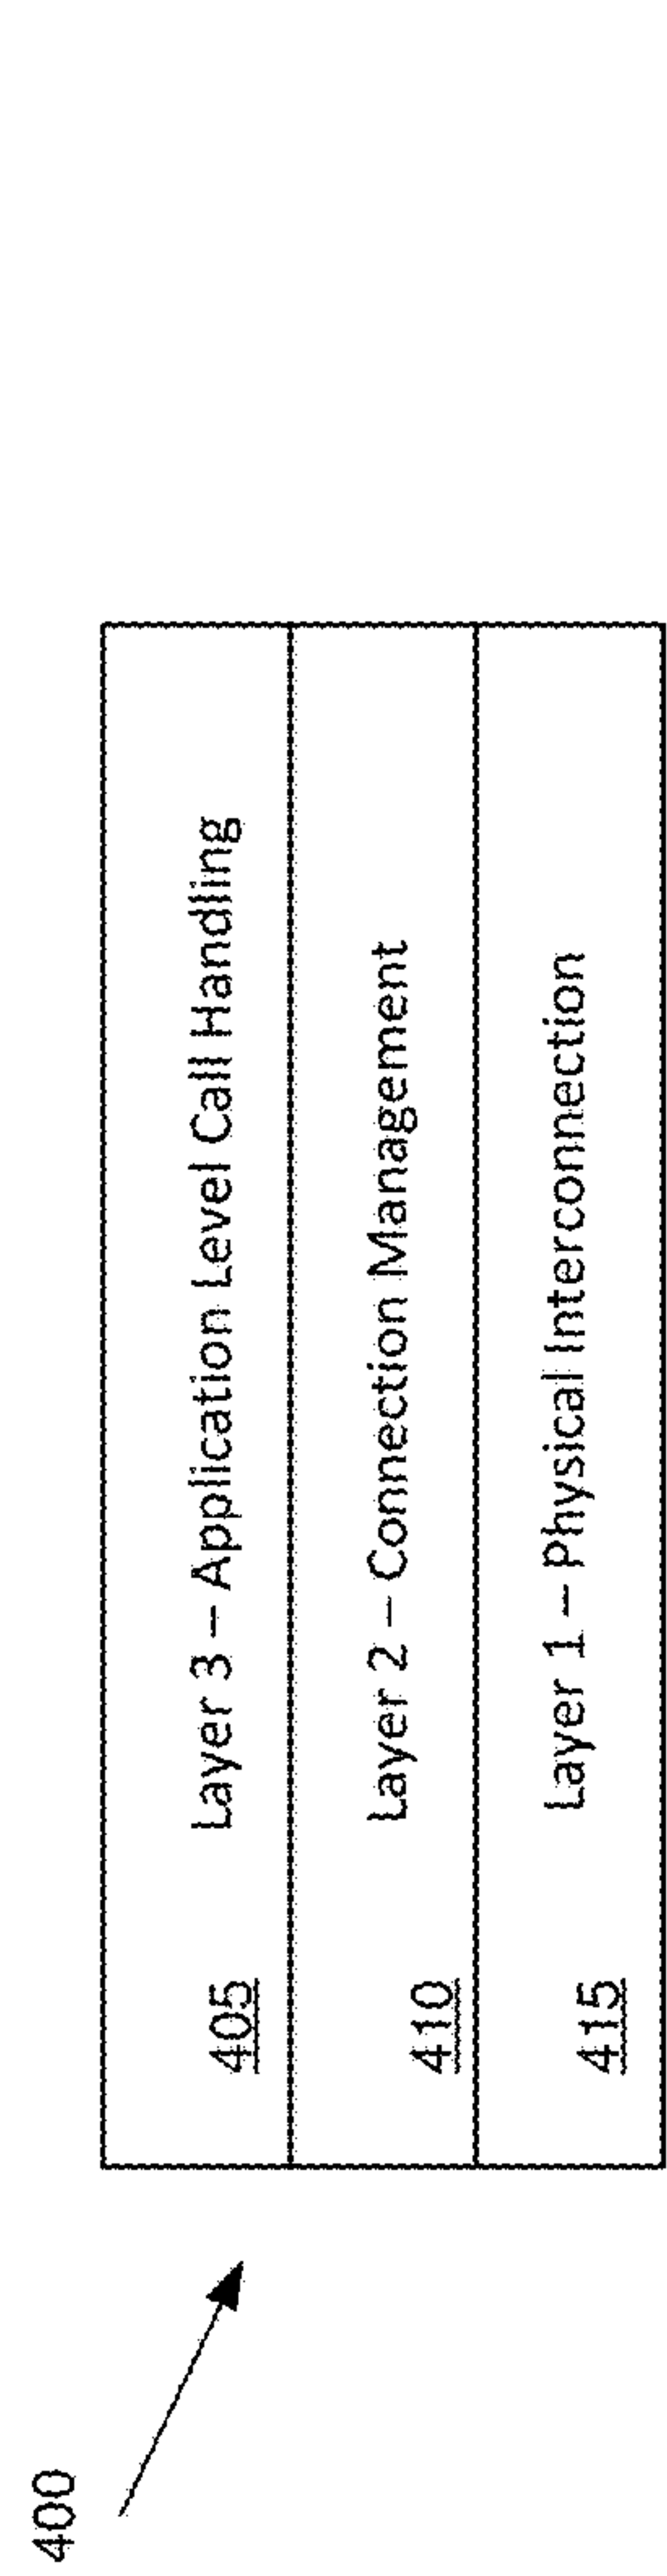 400
405 Layer 3 – Application Level Call Handling
410 Layer 2 – Connection Management
415 Layer 1 – Physical Interconnection